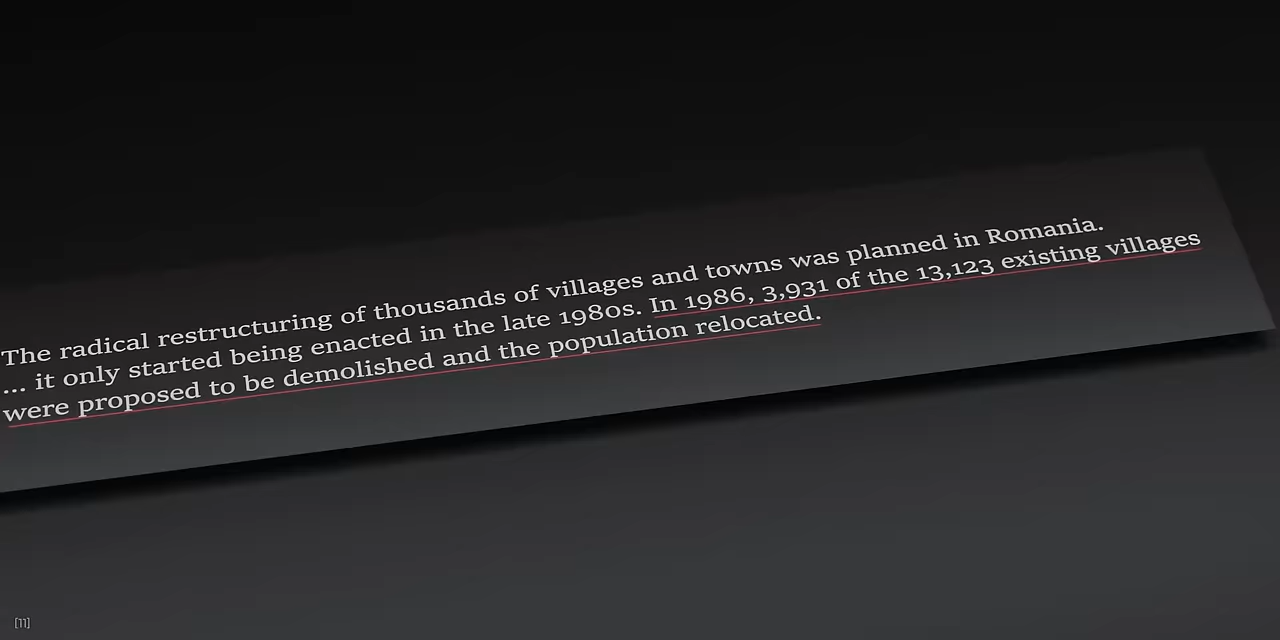 The radical restructuring of thousands of villages and towns was planned in Romania.
... it only started being enacted in the late 1980s. In 1986, 3,931 of the 13,123 existing villages
were proposed to be demolished and the population relocated.
[11]